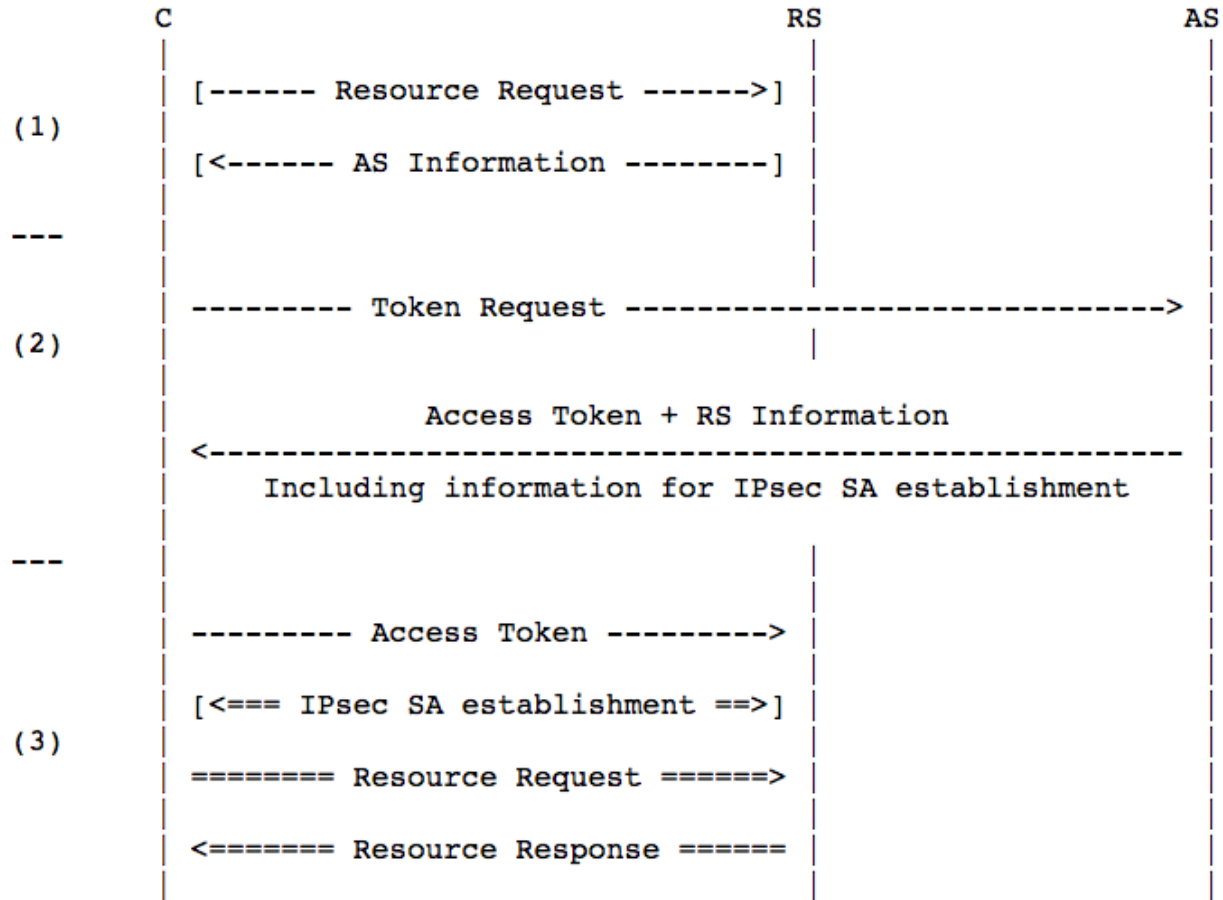 C RS AS
[------ Resource Request ------>]
(1)
[<------ AS Information --------]
---
--------- Token Request ------------------------------>
(2)
Access Token + RS Information
<------------------------------------------------------
Including information for IPsec SA establishment
---
--------- Access Token --------->
[<=== IPsec SA establishment ==>]
(3)
======== Resource Request ======>
<======= Resource Response ======